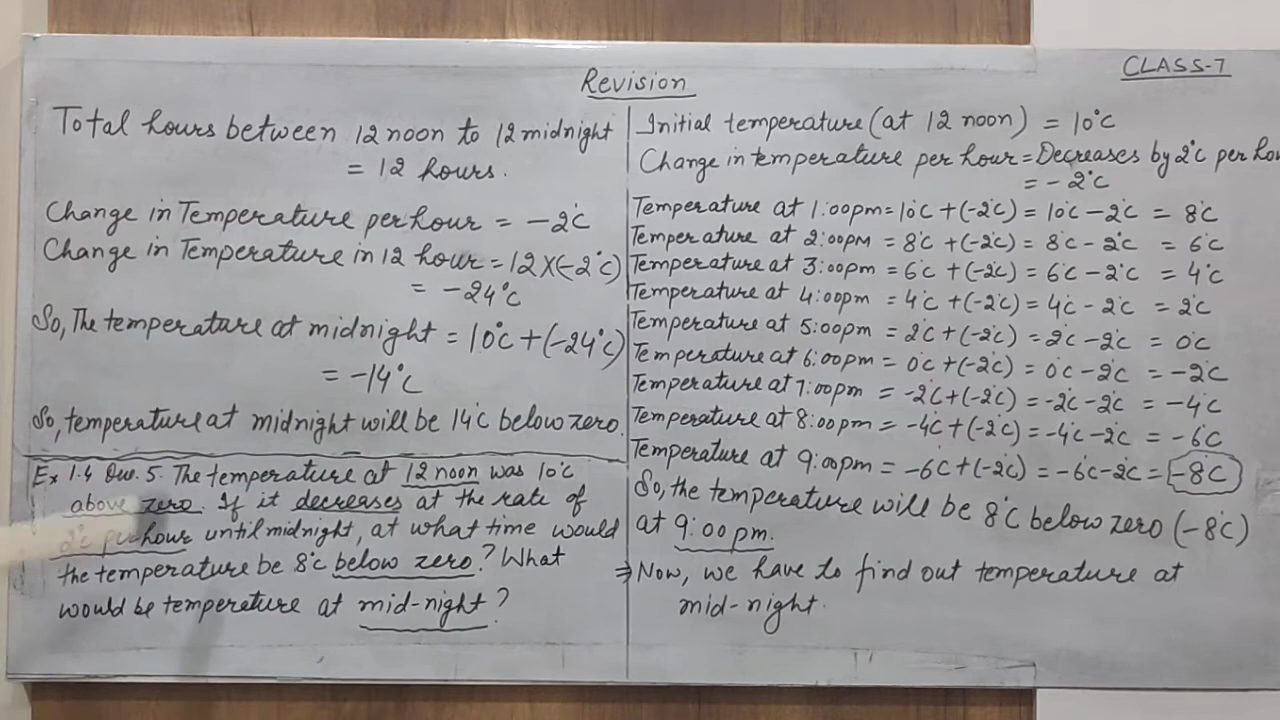 Revision
CLASS-7
Total hours between 12 noon to 12 midnight
= 12 hours.
Change in Temperature per hour = -2°C
Change in Temperature in 12 hour = 12 X(-2°C)
= -24°C
So, The temperature at midnight = 10°C + (-24°C)
= -14°C
So, temperature at midnight will be 14°C below zero.
Ex 1.4 Que. 5. The temperature at 12 noon was 10°C
above zero. If it decreases at the rate of
2°C per hour until midnight, at what time would
the temperature be 8°C below zero? What
would be temperature at mid-night?
Initial temperature (at 12 noon) = 10°C
Change in temperature per hour = Decreases by 2°C per hou
= -2°C
Temperature at 1:00pm = 10°C + (-2°C) = 10°C - 2°C = 8°C
Temperature at 2:00pm = 8°C + (-2°C) = 8°C - 2°C = 6°C
Temperature at 3:00pm = 6°C + (-2°C) = 6°C - 2°C = 4°C
Temperature at 4:00pm = 4°C + (-2°C) = 4°C - 2°C = 2°C
Temperature at 5:00pm = 2°C + (-2°C) = 2°C - 2°C = 0°C
Temperature at 6:00pm = 0°C + (-2°C) = 0°C - 2°C = -2°C
Temperature at 7:00pm = -2°C + (-2°C) = -2°C - 2°C = -4°C
Temperature at 8:00pm = -4°C + (-2°C) = -4°C - 2°C = -6°C
Temperature at 9:00pm = -6°C + (-2°C) = -6°C - 2°C = -8°C
So, the temperature will be 8°C below zero (-8°C)
at 9:00 pm.
⇒ Now, we have to find out temperature at
mid-night.